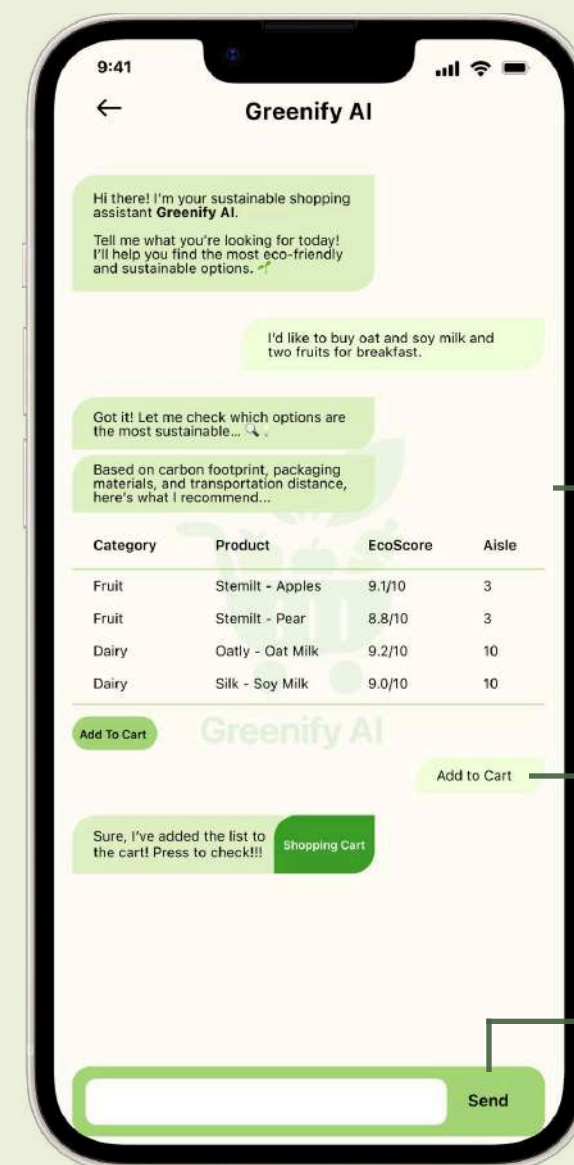 9:41
Greenify AI
Hi there! I'm your sustainable shopping
assistant Greenify AI.
Tell me what you're looking for today!
I'll help you find the most eco-friendly
and sustainable options. 🌱
I'd like to buy oat and soy milk and
two fruits for breakfast.
Got it! Let me check which options are
the most sustainable... 🔍 .
Based on carbon footprint, packaging
materials, and transportation distance,
here's what I recommend...
Category Product EcoScore Aisle
Fruit Stemilt - Apples 9.1/10 3
Fruit Stemilt - Pear 8.8/10 3
Dairy Oatly - Oat Milk 9.2/10 10
Dairy Silk - Soy Milk 9.0/10 10
Add To Cart
Greenify AI
Add to Cart
Sure, I've added the list to
the cart! Press to check!!!
Shopping Cart
Send